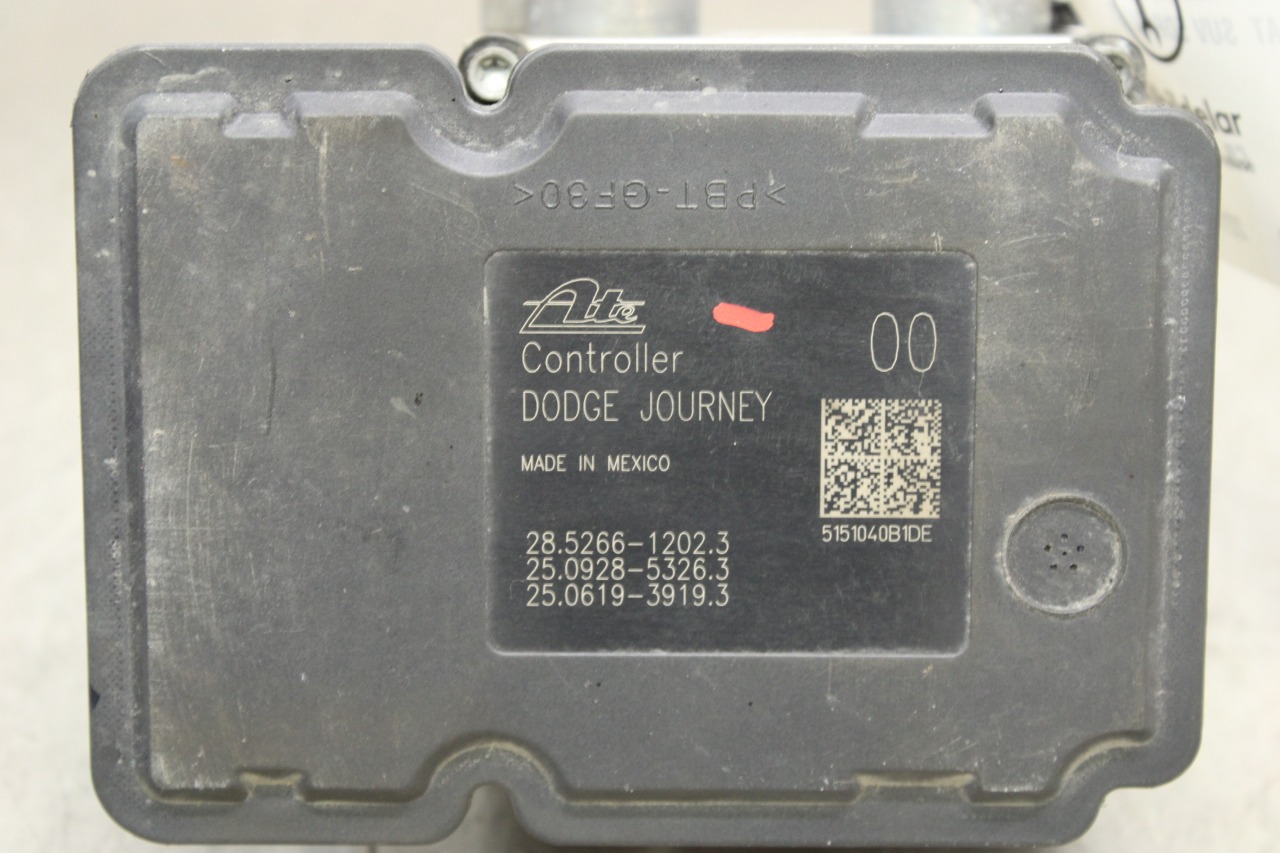 >PBT-GF30<
Ate
00
Controller
DODGE JOURNEY
MADE IN MEXICO
5151040B1DE
28.5266-1202.3
25.0928-5326.3
25.0619-3919.3